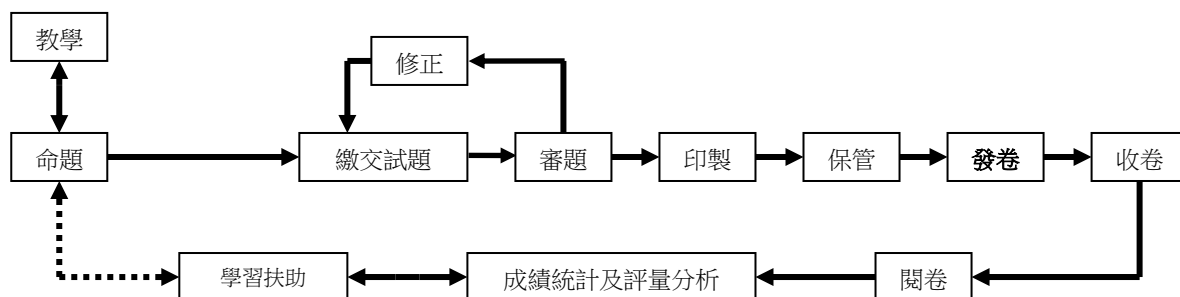 教學
修正
命題
繳交試題
審題
印製
保管
發卷
收卷
學習扶助
成績統計及評量分析
閱卷